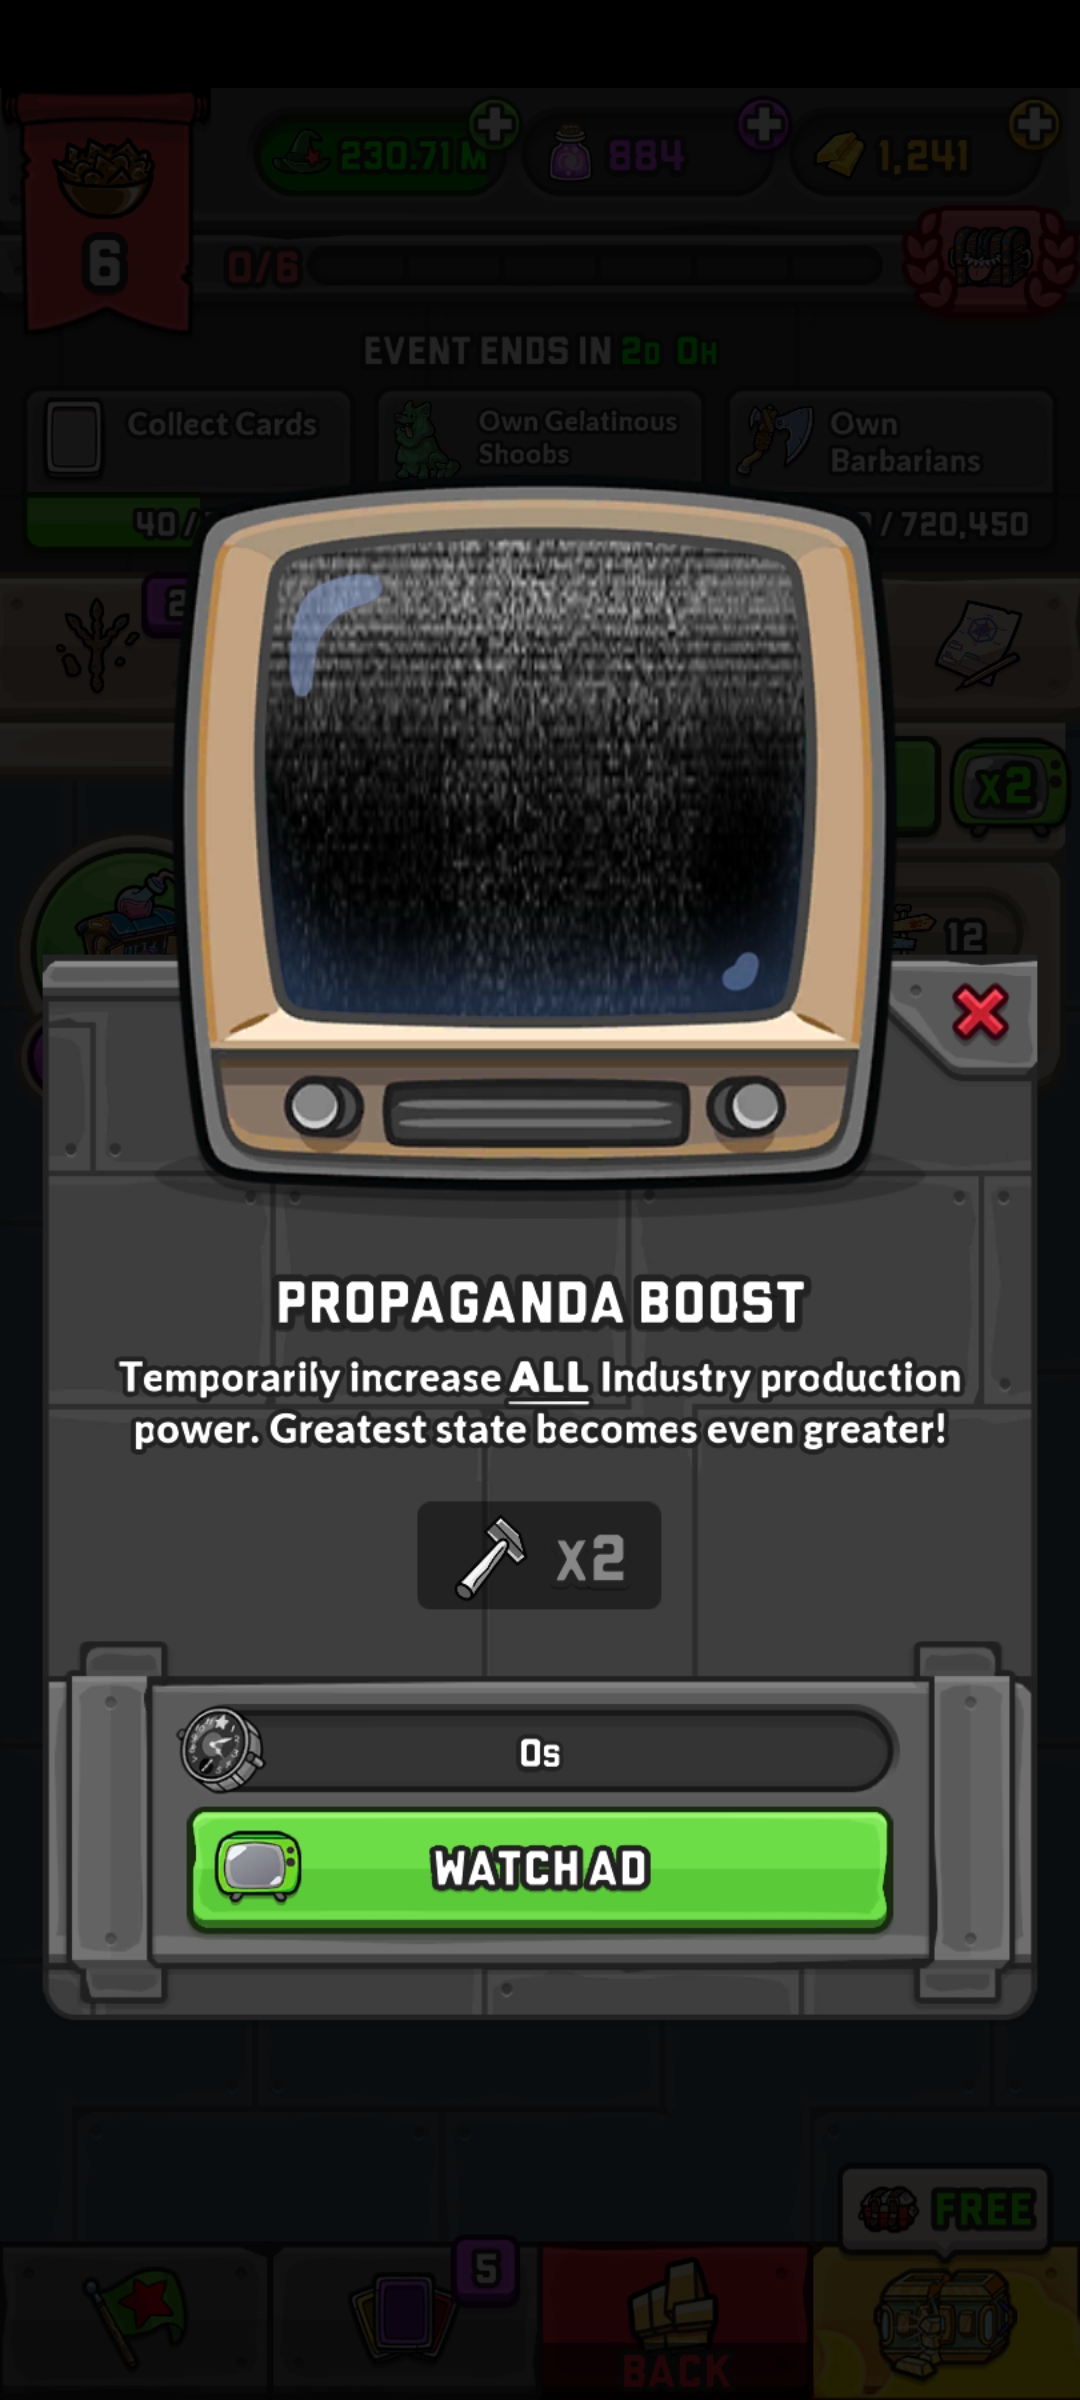 230.71M
884
1,241
6
0/6
EVENT ENDS IN 2D 0H
Collect Cards
Own Gelatinous
Shoobs
Own
Barbarians
40/
/ 720,450
2
x2
12
PROPAGANDA BOOST
Temporarily increase ALL Industry production
power. Greatest state becomes even greater!
x2
0s
WATCH AD
FREE
5
BACK